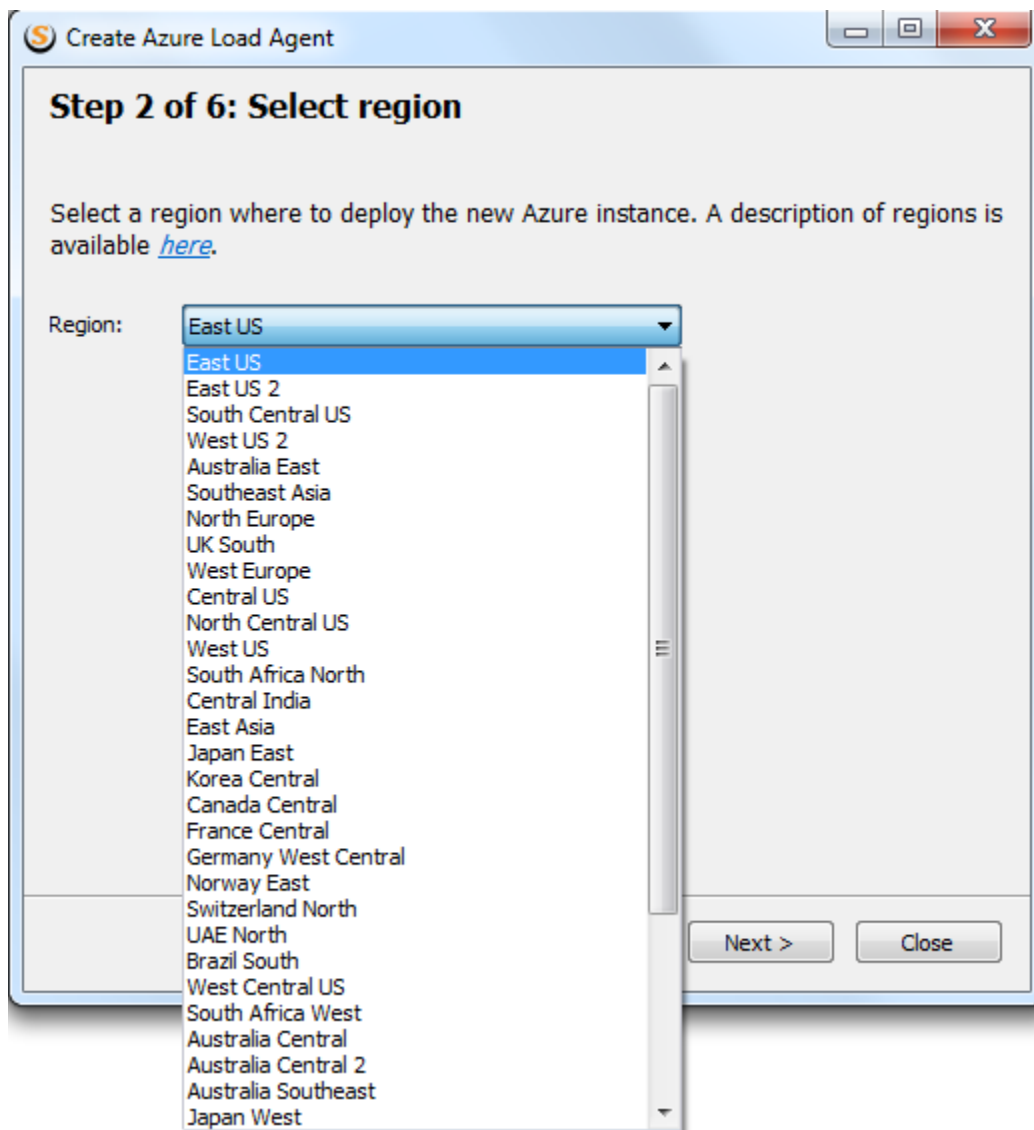 Create Azure Load Agent
Step 2 of 6: Select region
Select a region where to deploy the new Azure instance. A description of regions is
available here.
Region: East US
East US
East US 2
South Central US
West US 2
Australia East
Southeast Asia
North Europe
UK South
West Europe
Central US
North Central US
West US
South Africa North
Central India
East Asia
Japan East
Korea Central
Canada Central
France Central
Germany West Central
Norway East
Switzerland North
UAE North
Brazil South
West Central US
South Africa West
Australia Central
Australia Central 2
Australia Southeast
Japan West
Next > Close